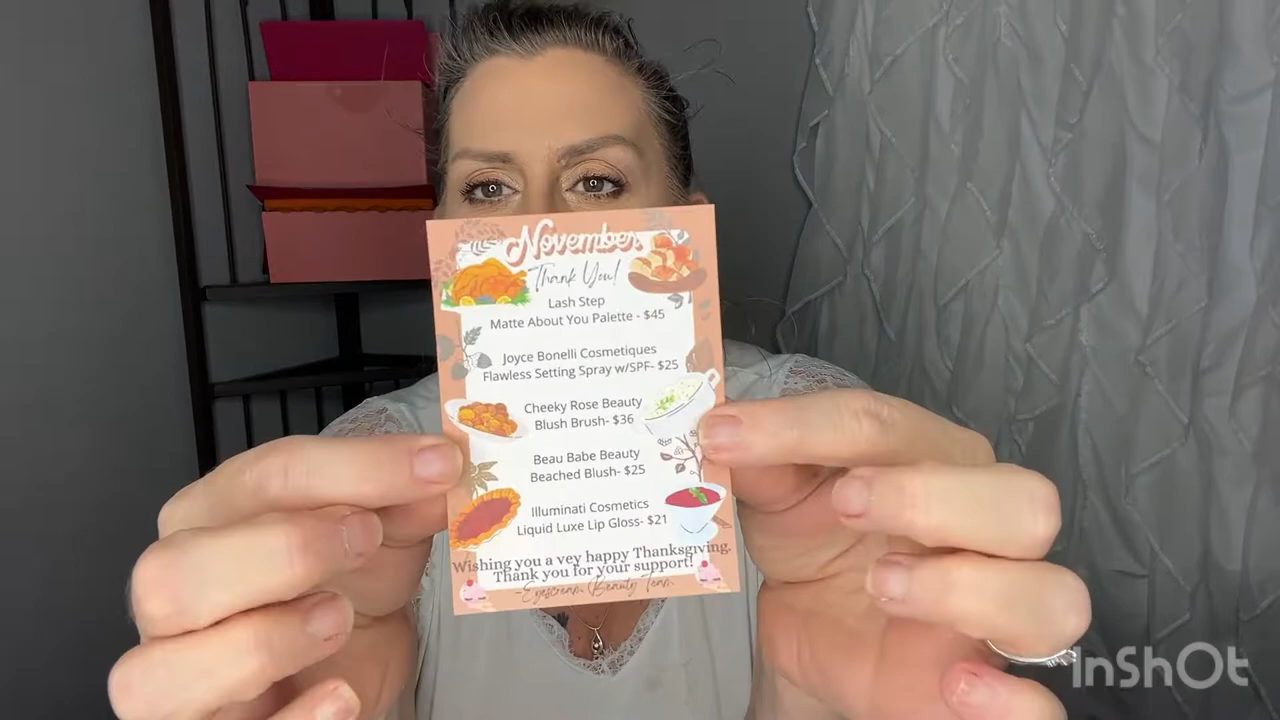 November
Thank You!
Lash Step
Matte About You Palette - $45
Joyce Bonelli Cosmetiques
Flawless Setting Spray w/SPF- $25
Cheeky Rose Beauty
Blush Brush- $36
Beau Babe Beauty
Beached Blush- $25
Illuminati Cosmetics
Liquid Luxe Lip Gloss- $21
Wishing you a vey happy Thanksgiving.
Thank you for your support!
-Eyescream Beauty Team
InShOt